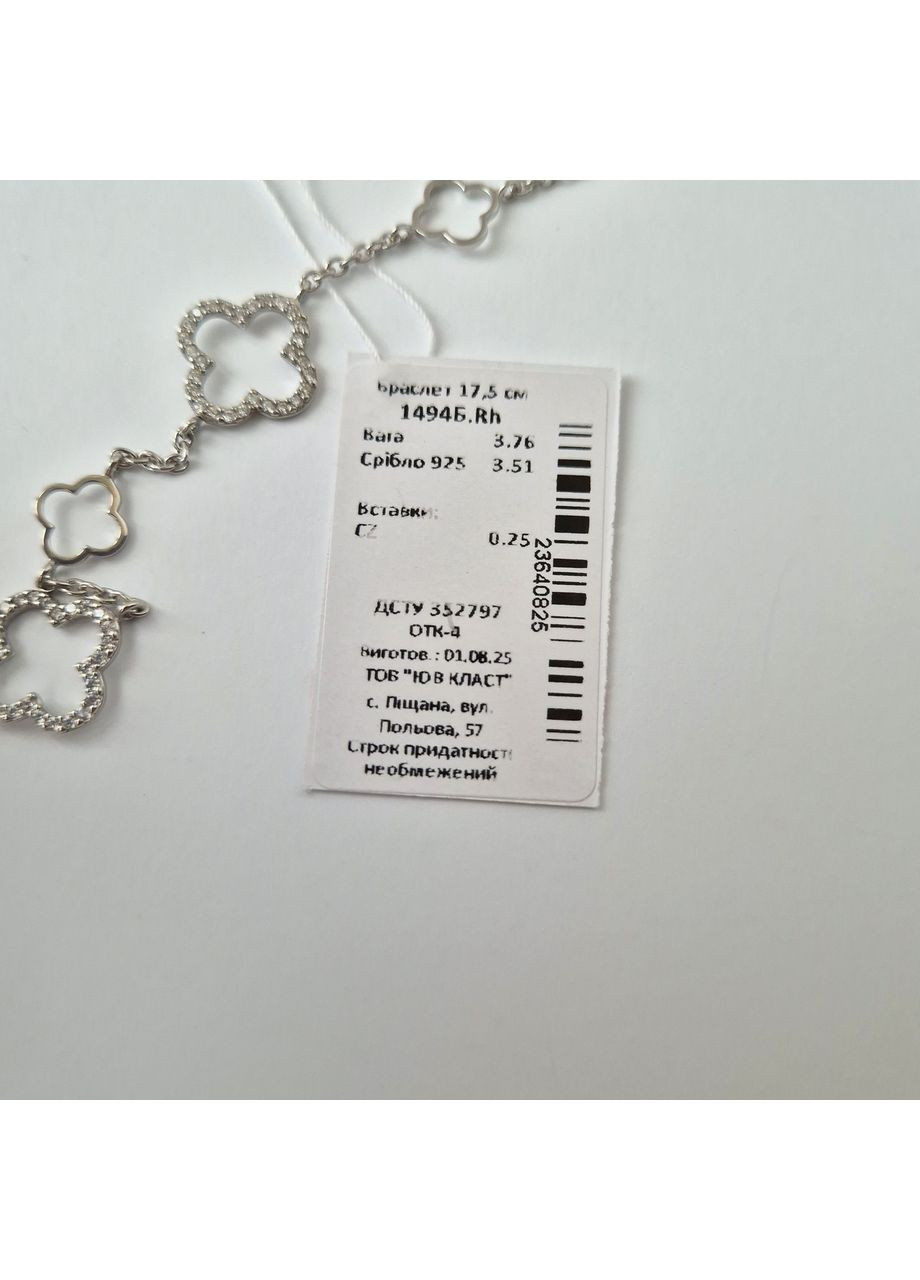 Браслет 17,5 см
1494Б.Rh
Вага 3.76
Срібло 925 3.51
Вставки:
CZ 0.25
23640825
ДСТУ 352797
ОТК-4
Виготов.: 01.08.25
ТОВ "ЮВ КЛАСТ"
с. Піщана, вул.
Польова, 57
Строк придатності
необмежений